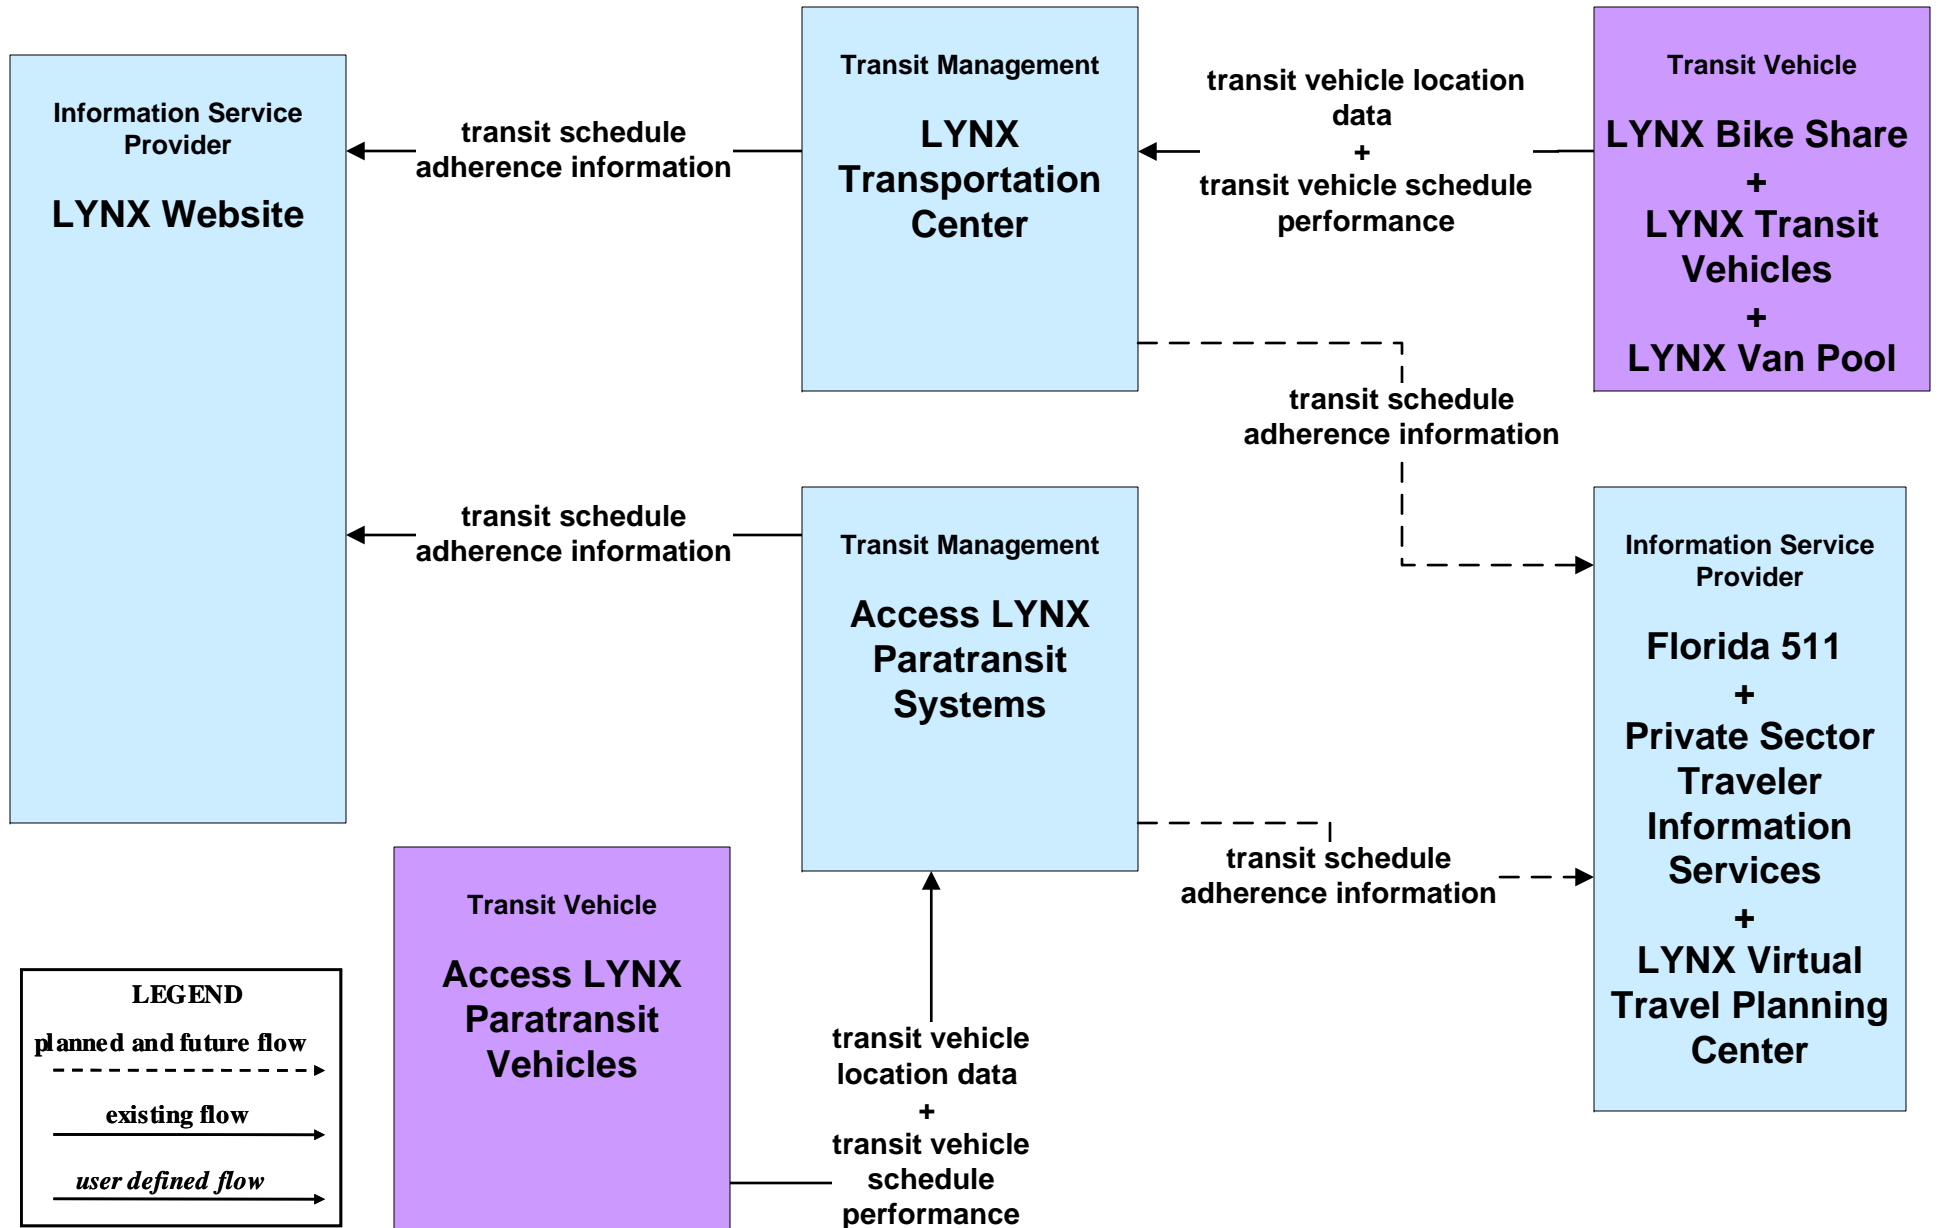 Information Service
Provider
LYNX Website
transit schedule
adherence information
Transit Management
LYNX
Transportation
Center
transit vehicle location
data
+
transit vehicle schedule
performance
Transit Vehicle
LYNX Bike Share
+
LYNX Transit
Vehicles
+
LYNX Van Pool
transit schedule
adherence information
transit schedule
adherence information
Transit Management
Access LYNX
Paratransit
Systems
Information Service
Provider
Florida 511
+
Private Sector
Traveler
Information
Services
+
LYNX Virtual
Travel Planning
Center
transit schedule
adherence information
Transit Vehicle
Access LYNX
Paratransit
Vehicles
transit vehicle
location data
+
transit vehicle
schedule
performance
LEGEND
planned and future flow
existing flow
user defined flow